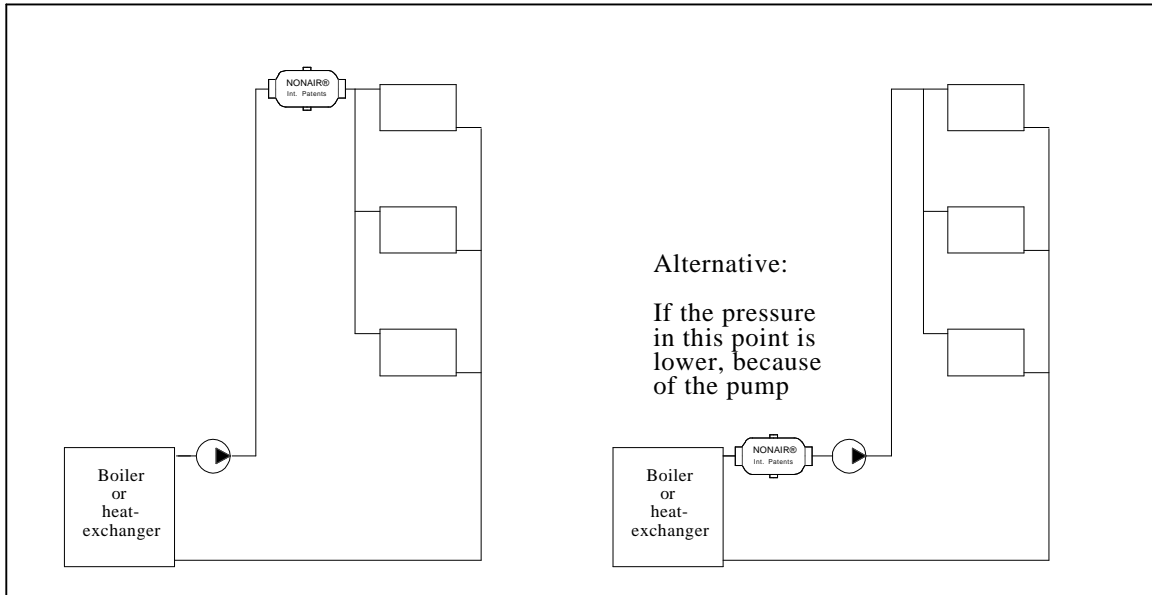 NONAIR®
Int. Patents
Boiler
or
heat-
exchanger
Alternative:
If the pressure
in this point is
lower, because
of the pump
NONAIR®
Int. Patents
Boiler
or
heat-
exchanger